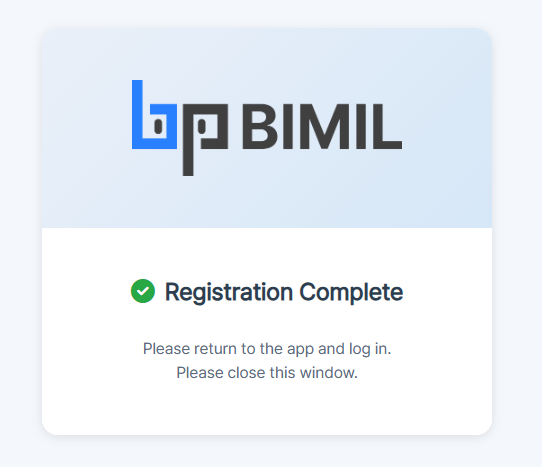 bp BIMIL
Registration Complete
Please return to the app and log in.
Please close this window.